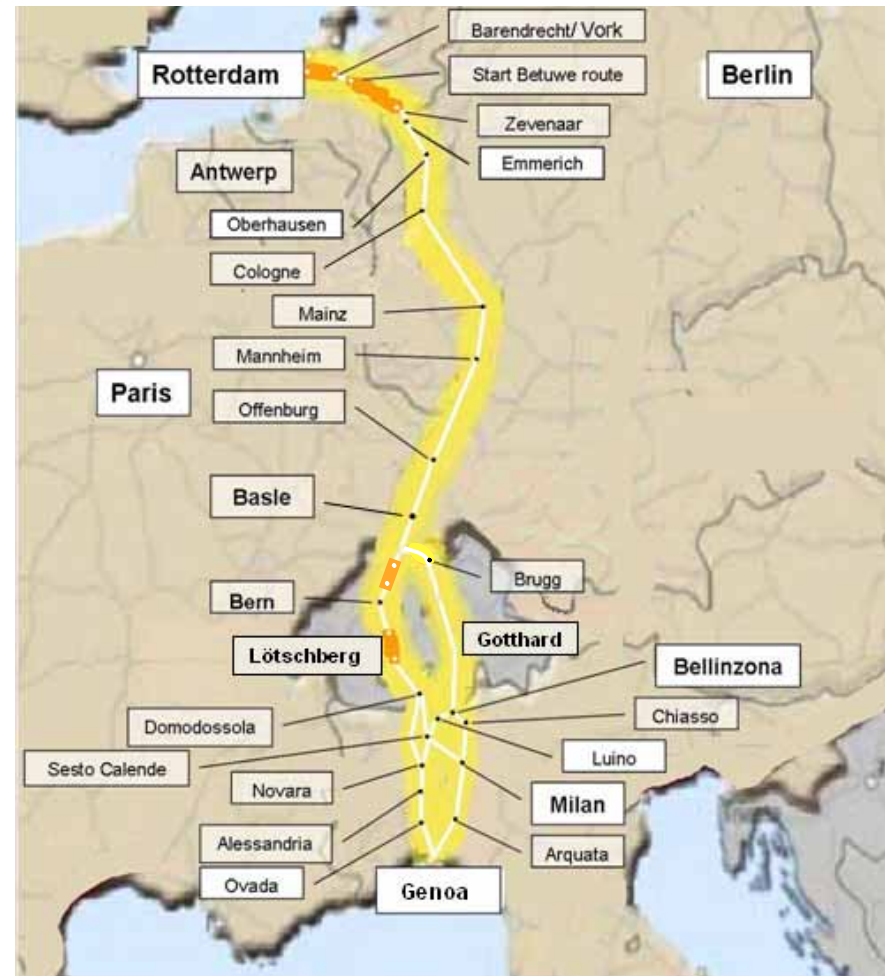 Barendrecht/ Vork
Rotterdam
Start Betuwe route
Berlin
Zevenaar
Emmerich
Antwerp
Oberhausen
Cologne
Mainz
Mannheim
Paris
Offenburg
Basle
Brugg
Bern
Gotthard
Lötschberg
Bellinzona
Domodossola
Chiasso
Luino
Sesto Calende
Novara
Milan
Alessandria
Arquata
Ovada
Genoa